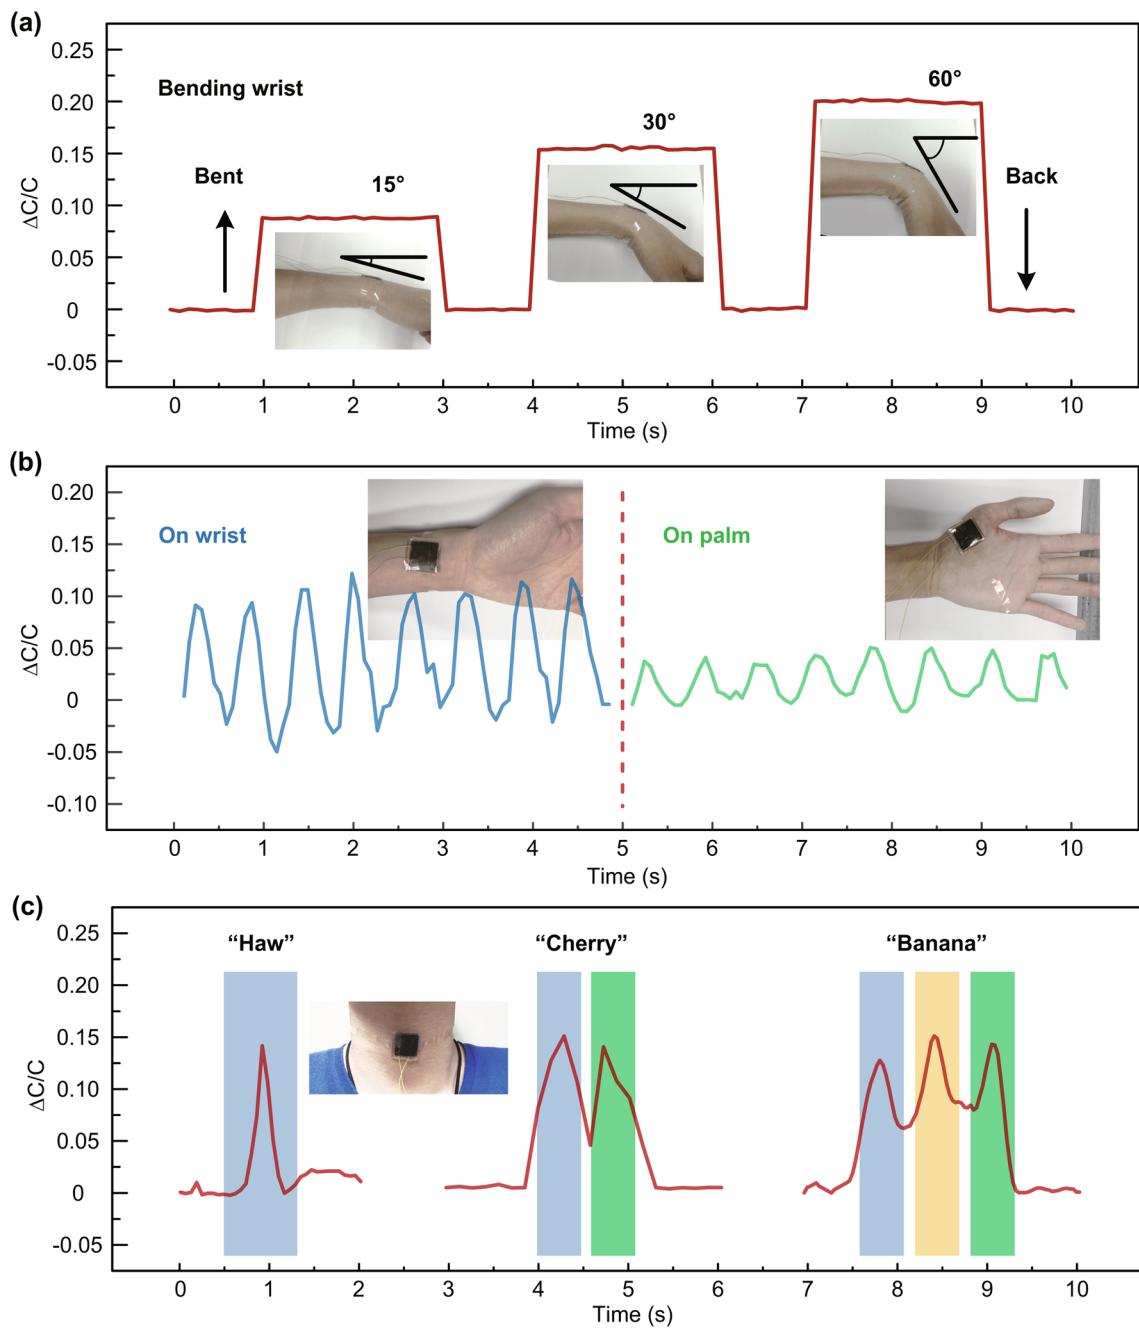 (a)
0.25
0.20
0.15
0.10
0.05
0
-0.05
ΔC/C
Bending wrist
Bent
15°
30°
60°
Back
0 1 2 3 4 5 6 7 8 9 10
Time (s)
(b)
0.20
0.15
0.10
0.05
0
-0.05
-0.10
ΔC/C
On wrist
On palm
0 1 2 3 4 5 6 7 8 9 10
Time (s)
(c)
0.25
0.20
0.15
0.10
0.05
0
-0.05
ΔC/C
“Haw”
“Cherry”
“Banana”
0 1 2 3 4 5 6 7 8 9 10
Time (s)